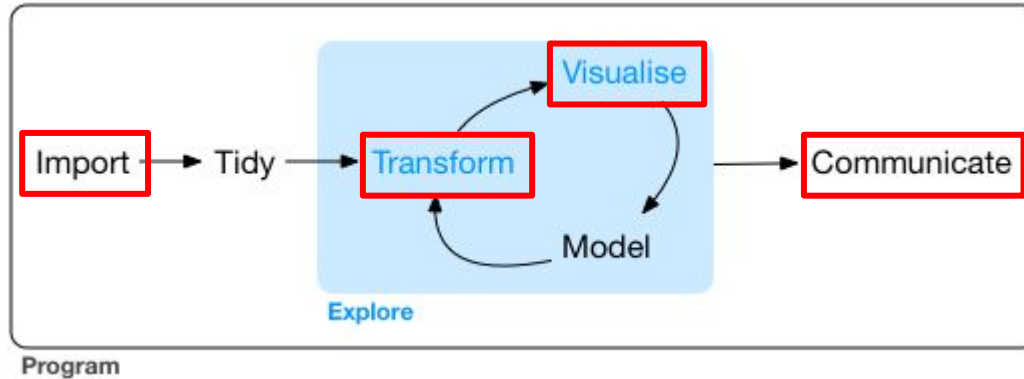 Visualise
Import
Tidy
Transform
Communicate
Model
Explore
Program